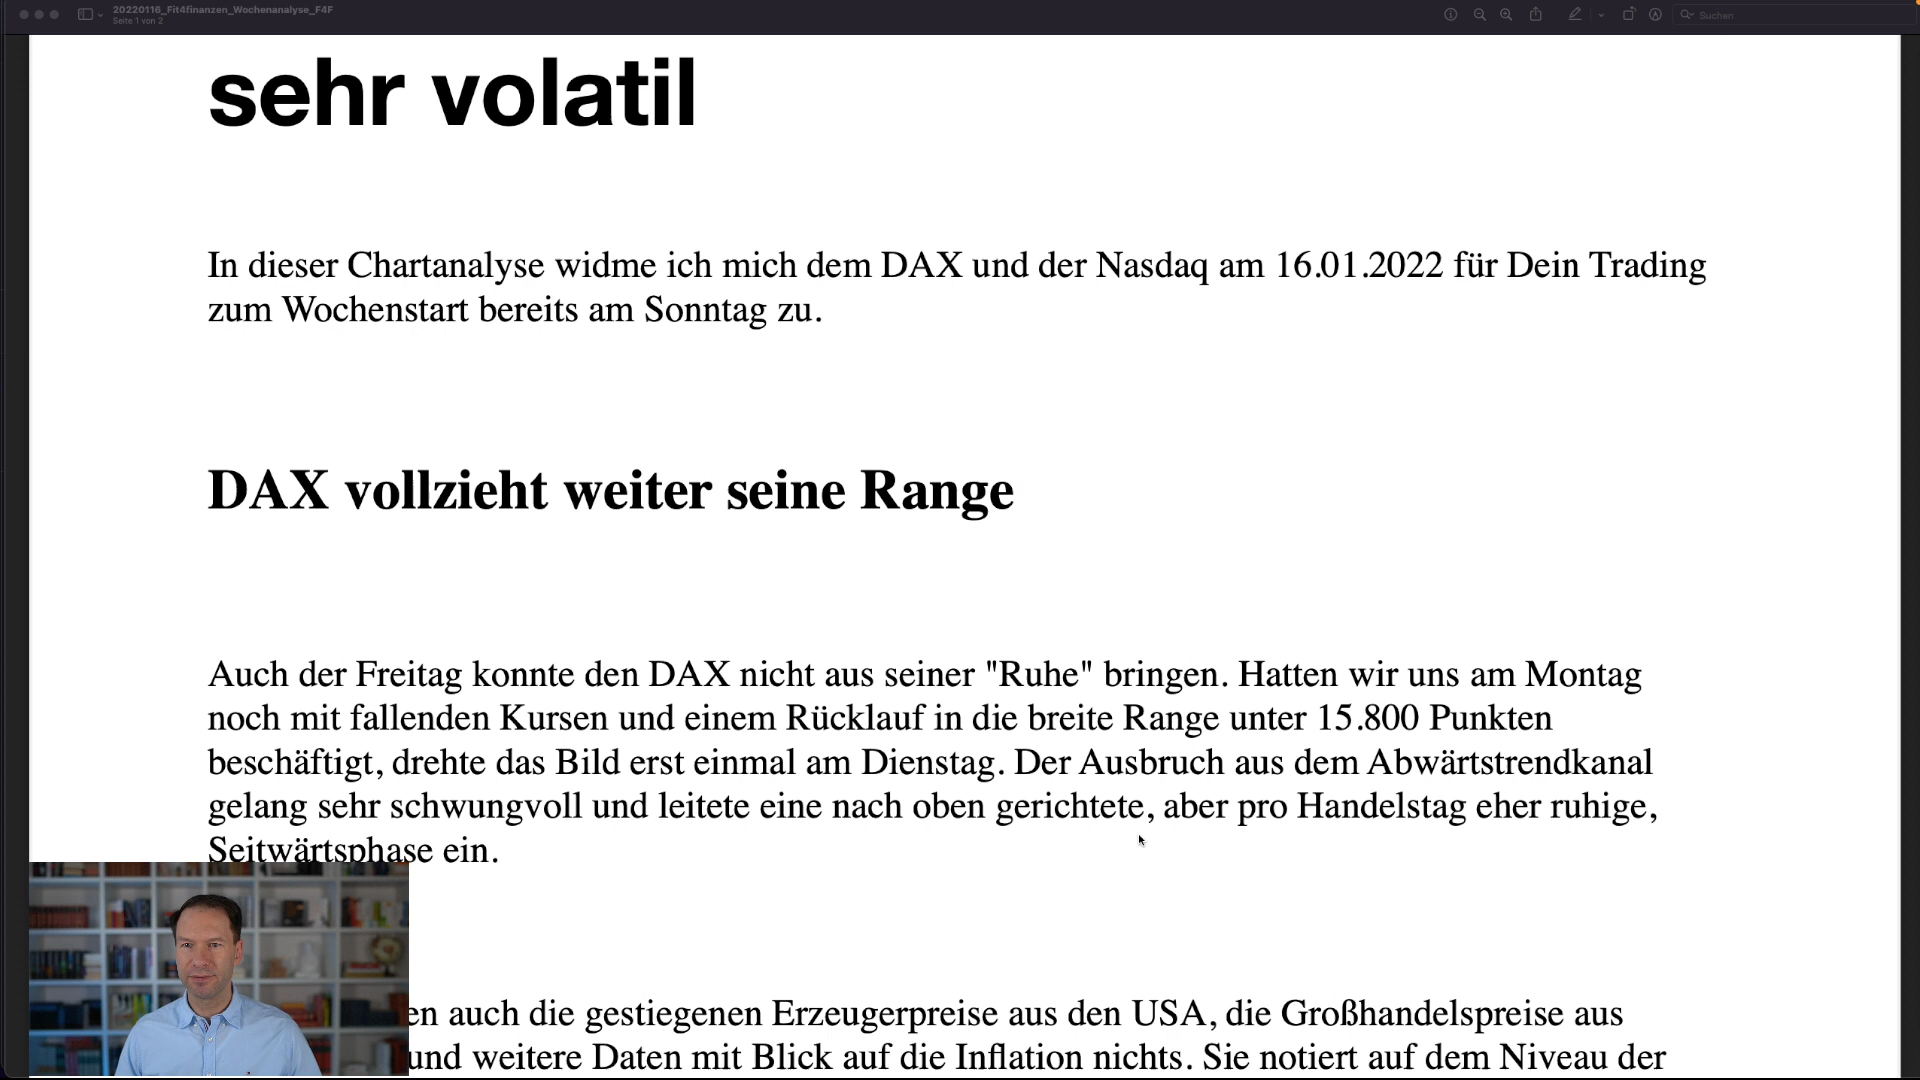 20220116_Fit4finanzen_Wochenanalyse_F4F
Seite 1 von 2
Suchen
sehr volatil
In dieser Chartanalyse widme ich mich dem DAX und der Nasdaq am 16.01.2022 für Dein Trading
zum Wochenstart bereits am Sonntag zu.
DAX vollzieht weiter seine Range
Auch der Freitag konnte den DAX nicht aus seiner "Ruhe" bringen. Hatten wir uns am Montag
noch mit fallenden Kursen und einem Rücklauf in die breite Range unter 15.800 Punkten
beschäftigt, drehte das Bild erst einmal am Dienstag. Der Ausbruch aus dem Abwärtstrendkanal
gelang sehr schwungvoll und leitete eine nach oben gerichtete, aber pro Handelstag eher ruhige,
Seitwärtsphase ein.
en auch die gestiegenen Erzeugerpreise aus den USA, die Großhandelspreise aus
und weitere Daten mit Blick auf die Inflation nichts. Sie notiert auf dem Niveau der